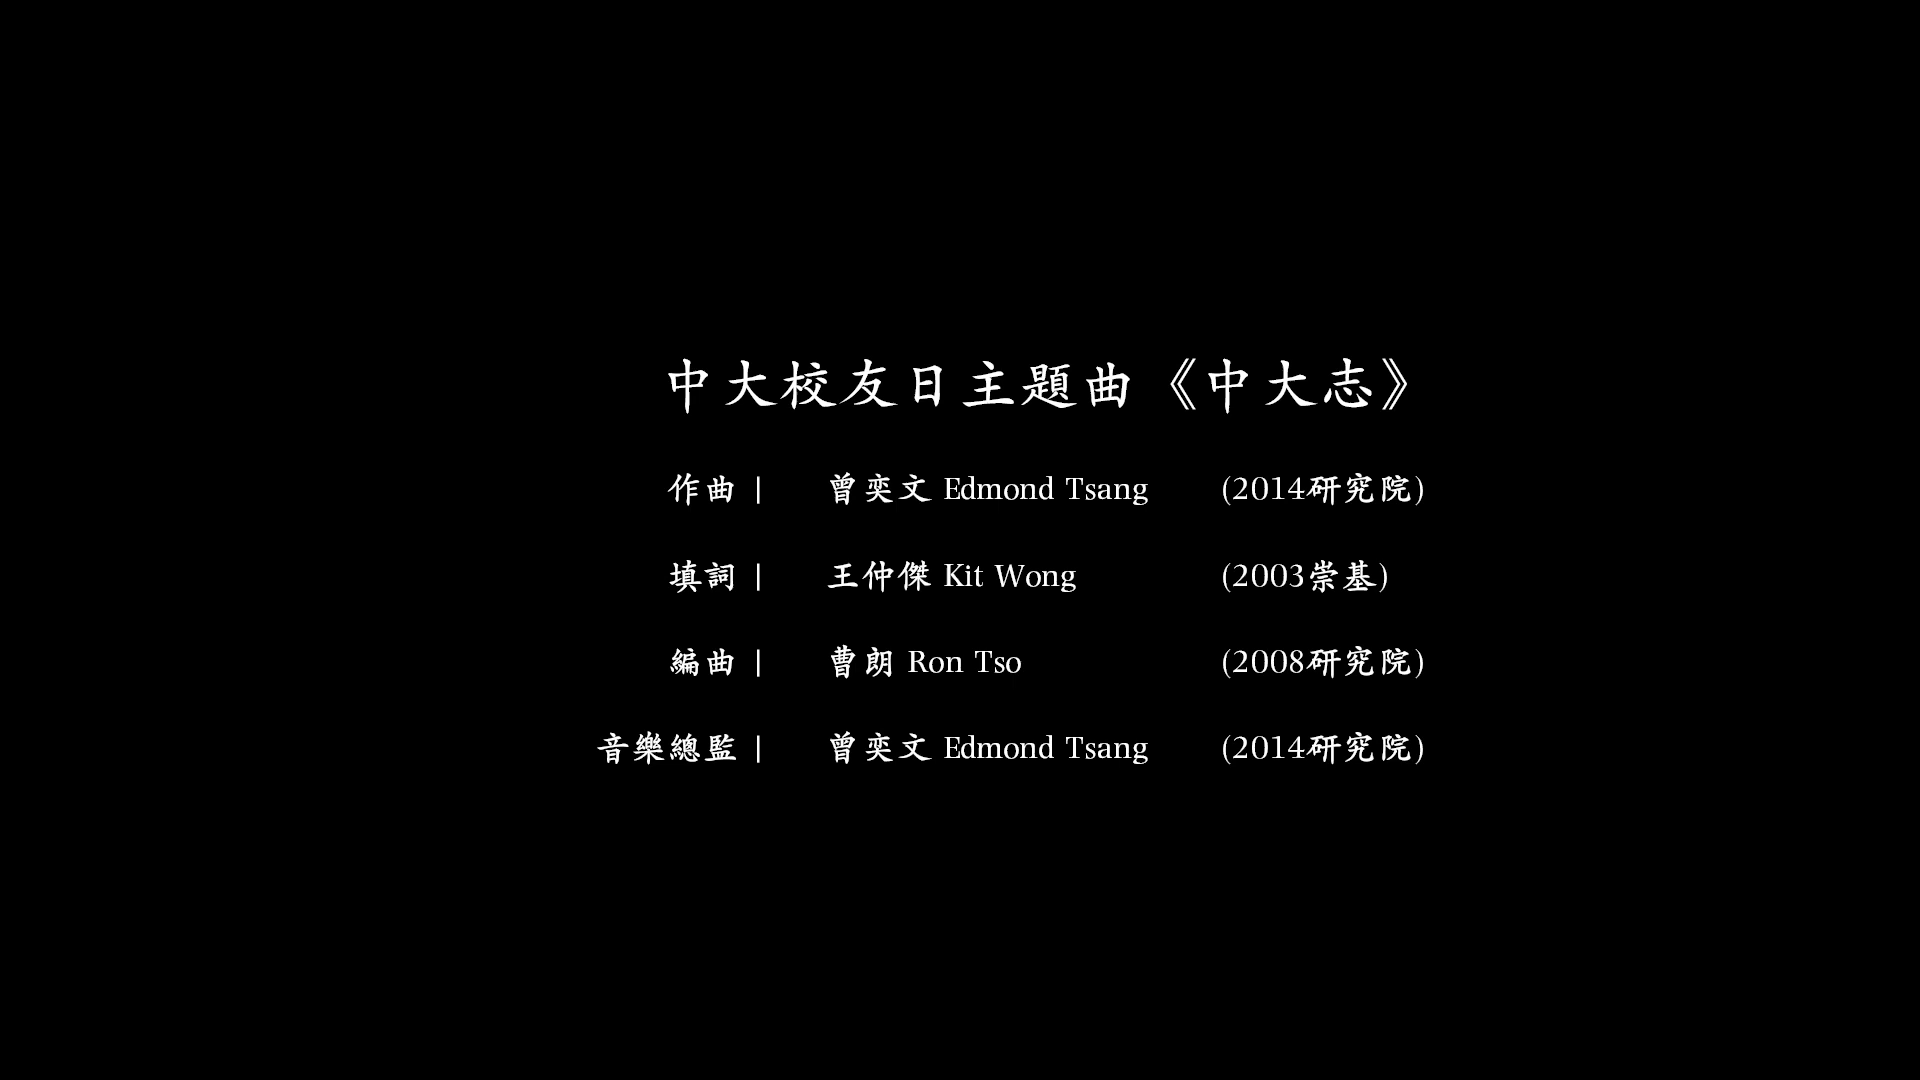 中大校友日主題曲《中大志》
作曲 | 曾奕文 Edmond Tsang (2014研究院)
填詞 | 王仲傑 Kit Wong (2003崇基)
編曲 | 曹朗 Ron Tso (2008研究院)
音樂總監 | 曾奕文 Edmond Tsang (2014研究院)